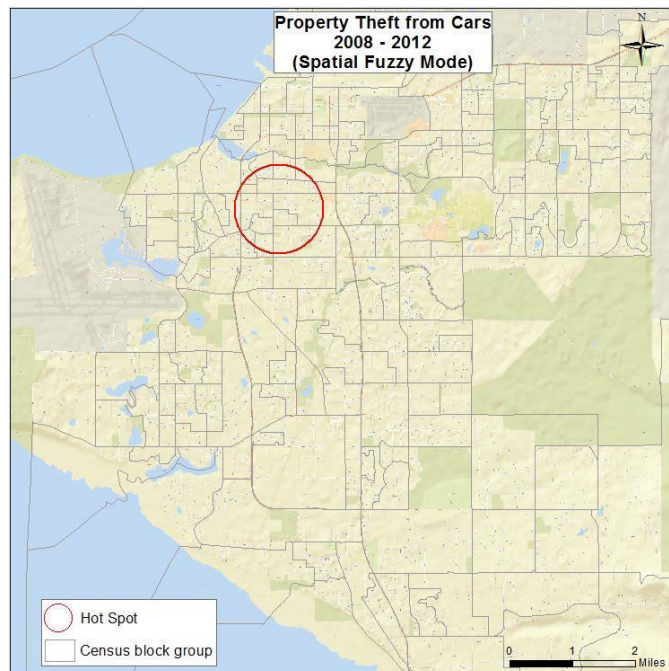 Property Theft from Cars
2008 - 2012
(Spatial Fuzzy Mode)
N
Hot Spot
Census block group
0 1 2
Miles